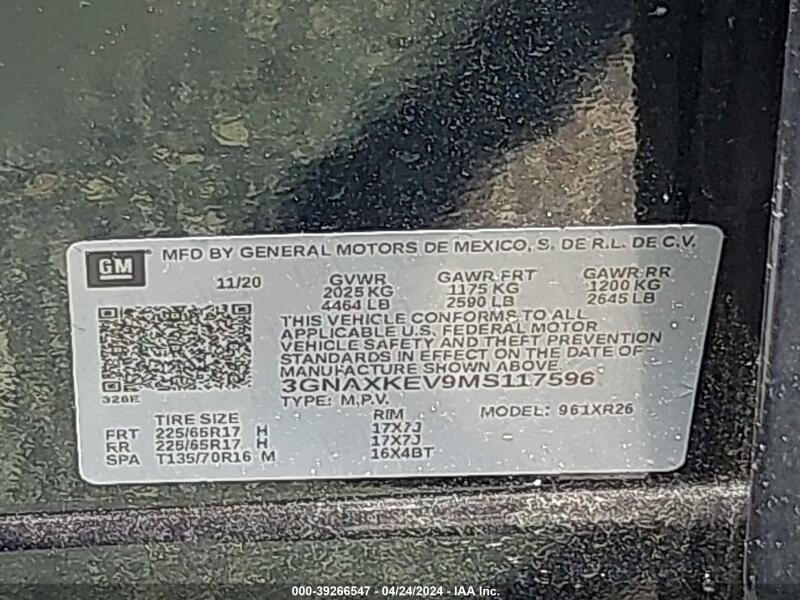 GM
MFD BY GENERAL MOTORS DE MEXICO, S. DE R.L. DE C.V.
11/20 GVWR GAWR FRT GAWR RR
2025 KG 1175 KG 1200 KG
4464 LB 2590 LB 2645 LB
THIS VEHICLE CONFORMS TO ALL
APPLICABLE U.S. FEDERAL MOTOR
VEHICLE SAFETY AND THEFT PREVENTION
STANDARDS IN EFFECT ON THE DATE OF
MANUFACTURE SHOWN ABOVE.
3GNAXKEV9MS117596
328E
TYPE: M.P.V. MODEL: 961XR26
TIRE SIZE RIM
FRT 225/65R17 H 17X7J
RR 225/65R17 H 17X7J
SPA T135/70R16 M 16X4BT
000-39266547 - 04/24/2024 - IAA Inc.